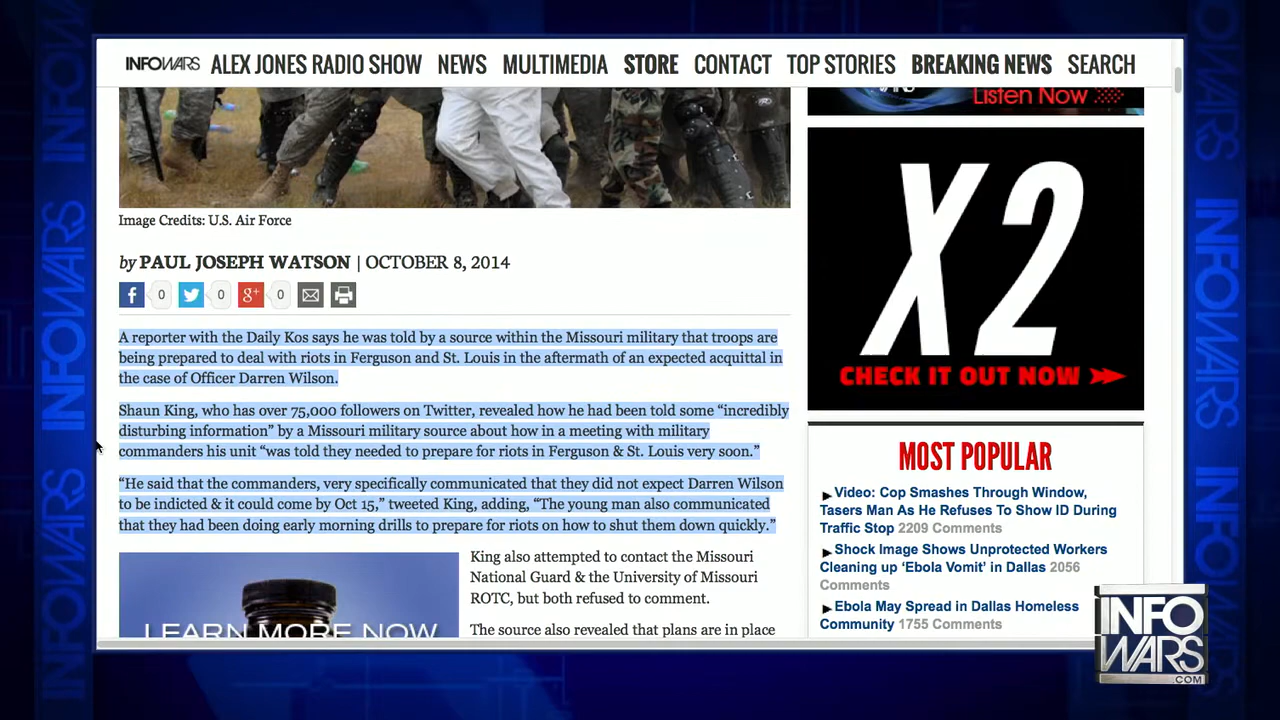 INFOWARS ALEX JONES RADIO SHOW NEWS MULTIMEDIA STORE CONTACT TOP STORIES BREAKING NEWS SEARCH
Listen Now
Image Credits: U.S. Air Force
by PAUL JOSEPH WATSON | OCTOBER 8, 2014
f 0 0 g+ 0
A reporter with the Daily Kos says he was told by a source within the Missouri military that troops are
being prepared to deal with riots in Ferguson and St. Louis in the aftermath of an expected acquittal in
the case of Officer Darren Wilson.
Shaun King, who has over 75,000 followers on Twitter, revealed how he had been told some “incredibly
disturbing information” by a Missouri military source about how in a meeting with military
commanders his unit “was told they needed to prepare for riots in Ferguson & St. Louis very soon.”
“He said that the commanders, very specifically communicated that they did not expect Darren Wilson
to be indicted & it could come by Oct 15,” tweeted King, adding, “The young man also communicated
that they had been doing early morning drills to prepare for riots on how to shut them down quickly.”
LEARN MORE NOW
King also attempted to contact the Missouri
National Guard & the University of Missouri
ROTC, but both refused to comment.
The source also revealed that plans are in place
X2
CHECK IT OUT NOW
MOST POPULAR
Video: Cop Smashes Through Window,
Tasers Man As He Refuses To Show ID During
Traffic Stop 2209 Comments
Shock Image Shows Unprotected Workers
Cleaning up ‘Ebola Vomit’ in Dallas 2056
Comments
Ebola May Spread in Dallas Homeless
Community 1755 Comments
INFO
WARS
.COM
INFOWARS
INFOWARS
INFOWARS
INFOWARS